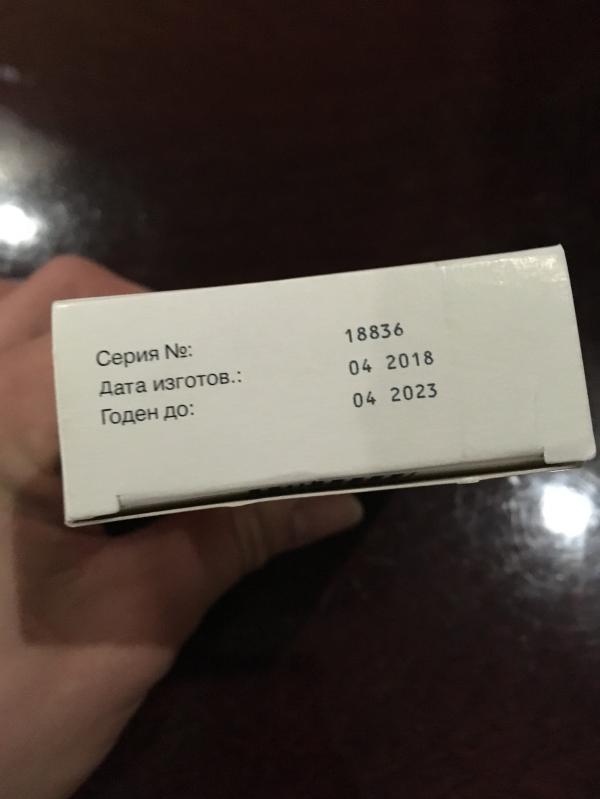 Серия №: 18836
Дата изготов.: 04 2018
Годен до: 04 2023